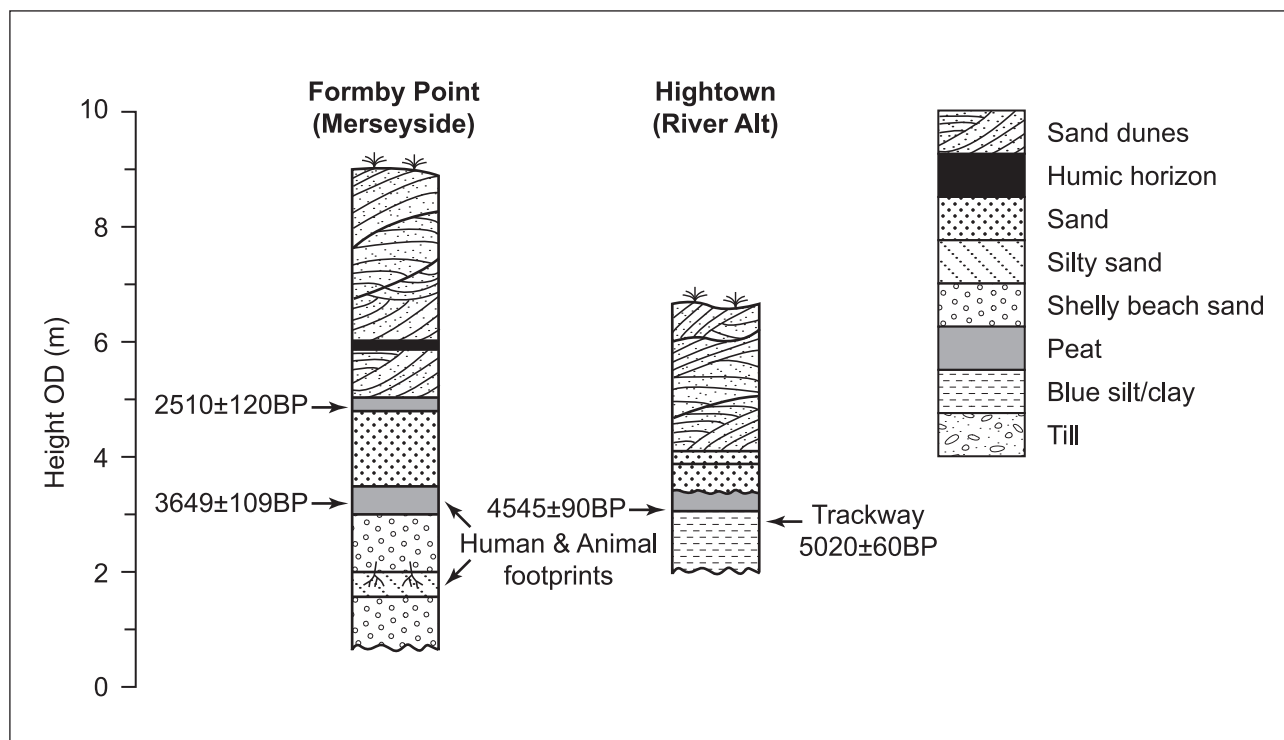 Formby Point
(Merseyside)
Hightown
(River Alt)
Height OD (m)
10
8
6
4
2
0
2510±120BP
3649±109BP
4545±90BP
Human & Animal
footprints
Trackway
5020±60BP
Sand dunes
Humic horizon
Sand
Silty sand
Shelly beach sand
Peat
Blue silt/clay
Till